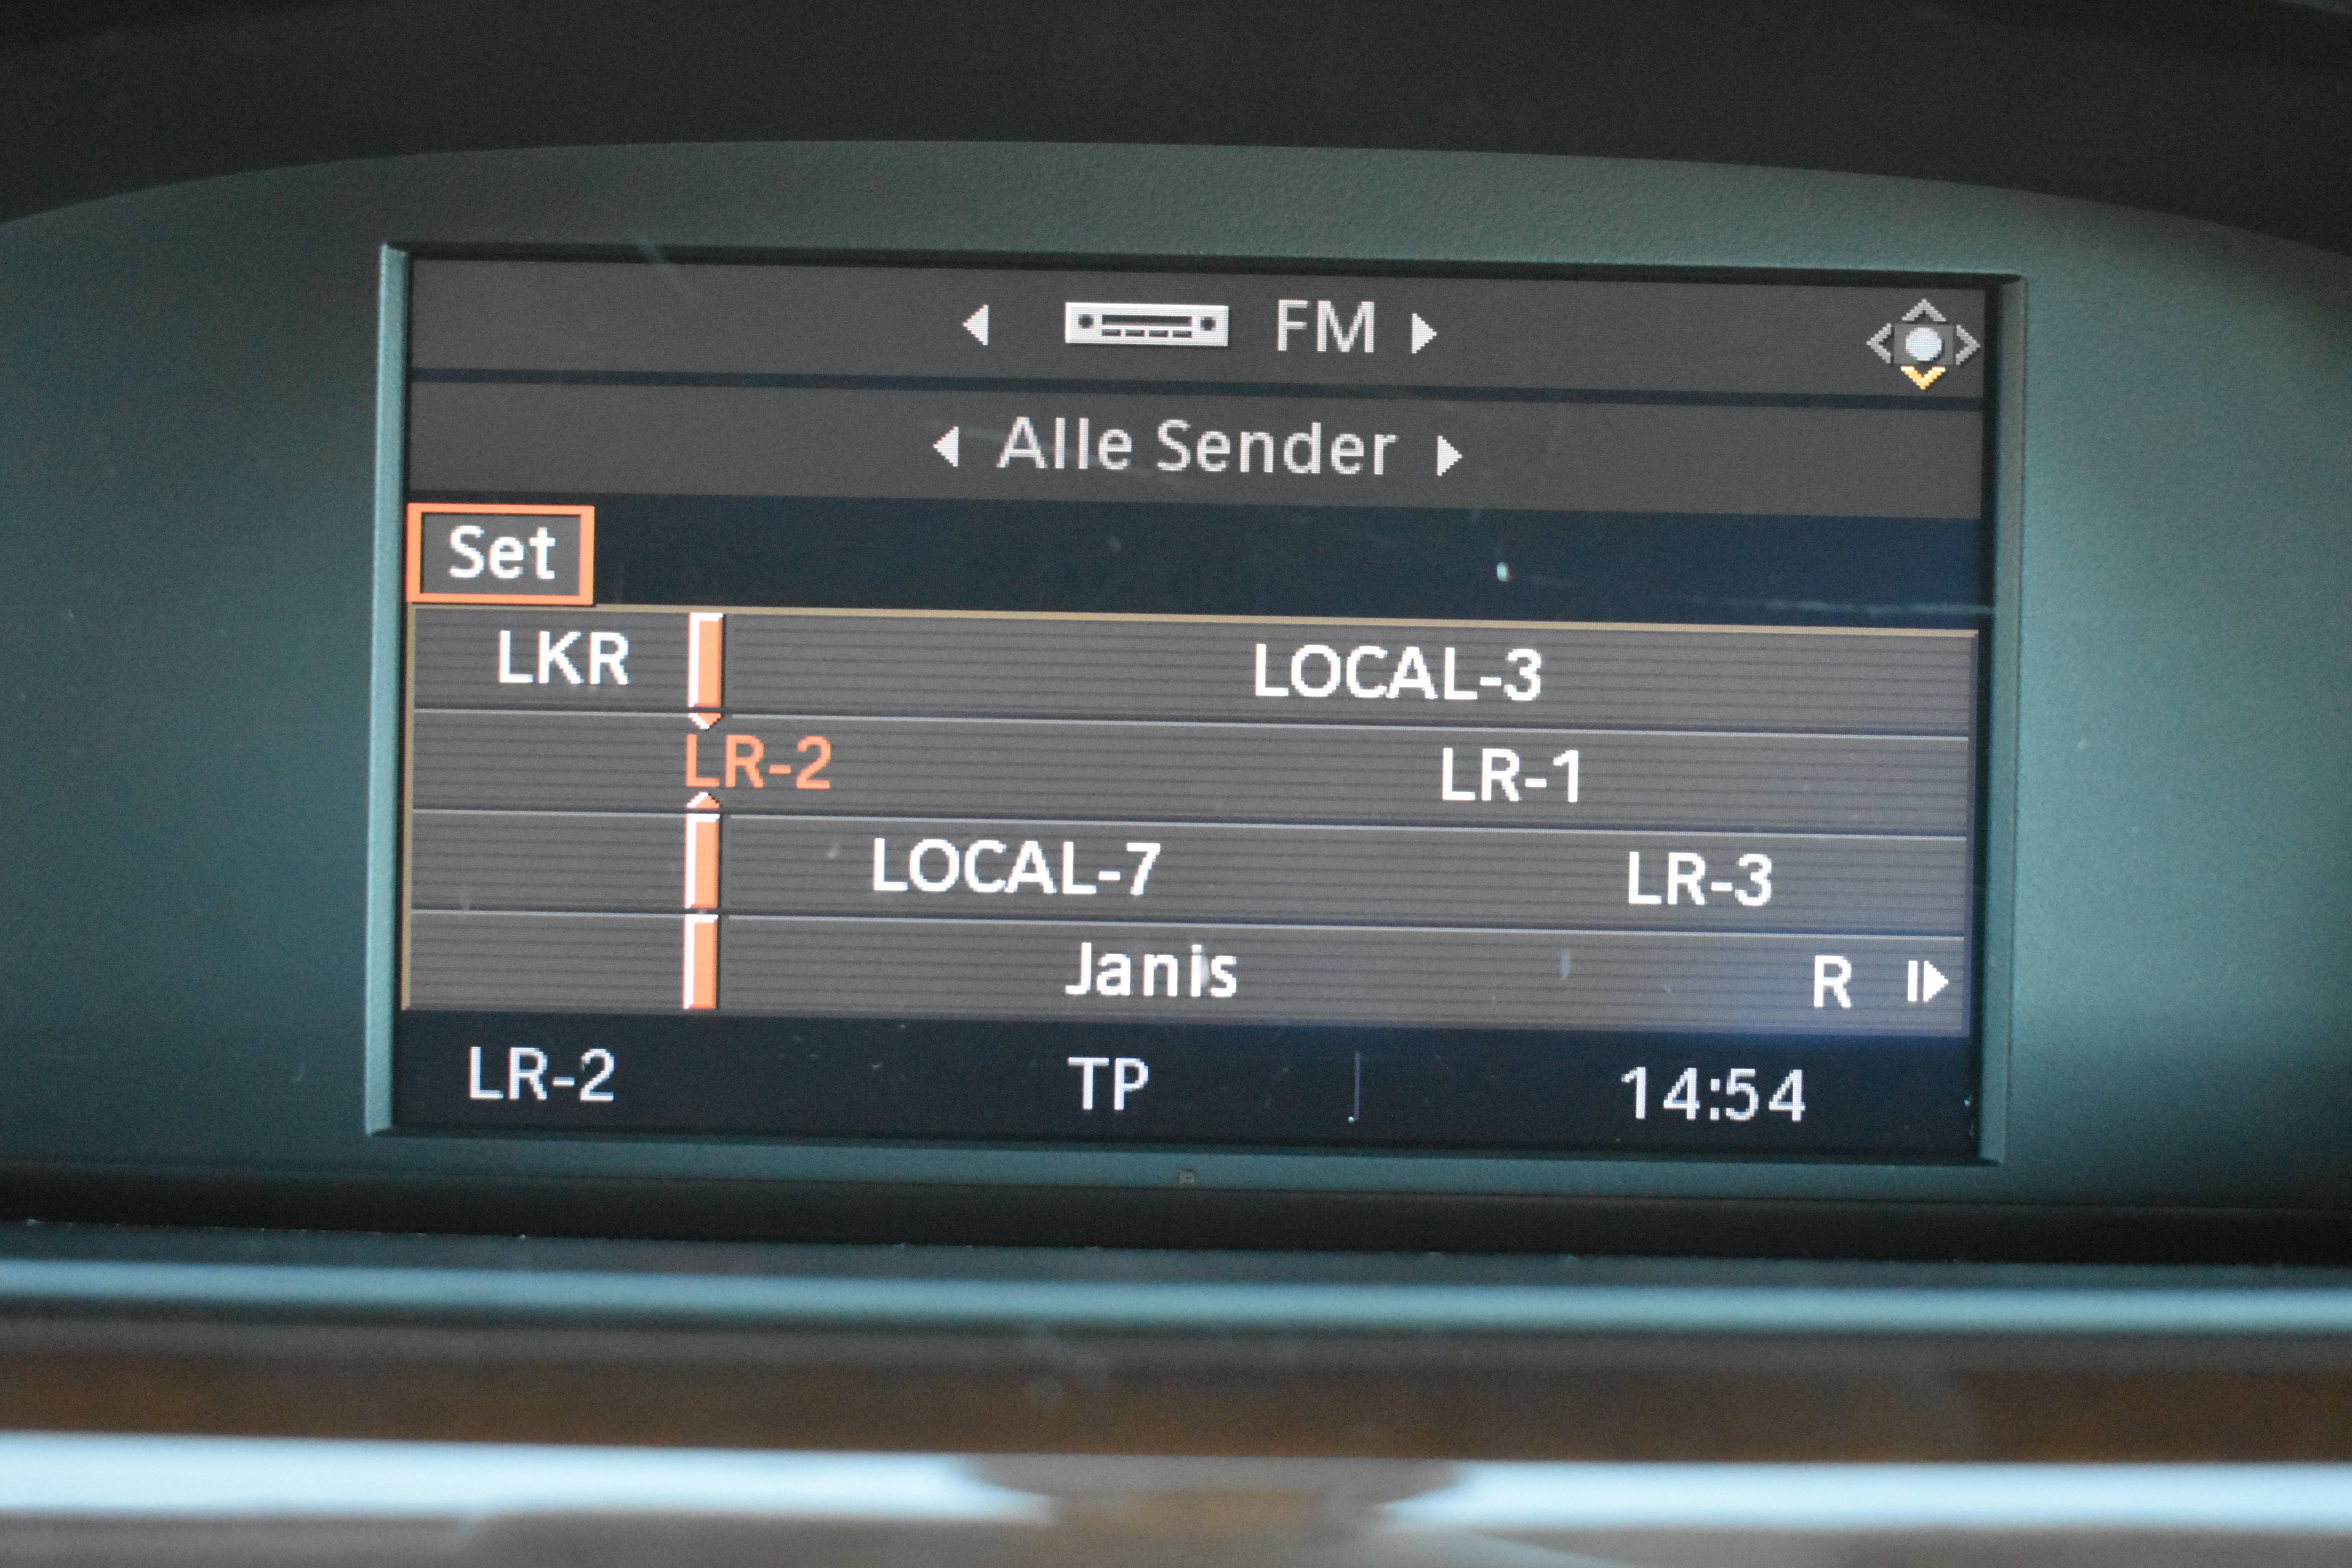 FM
Alle Sender
Set
LKR LOCAL-3
LR-2 LR-1
LOCAL-7 LR-3
Janis R
LR-2 TP 14:54